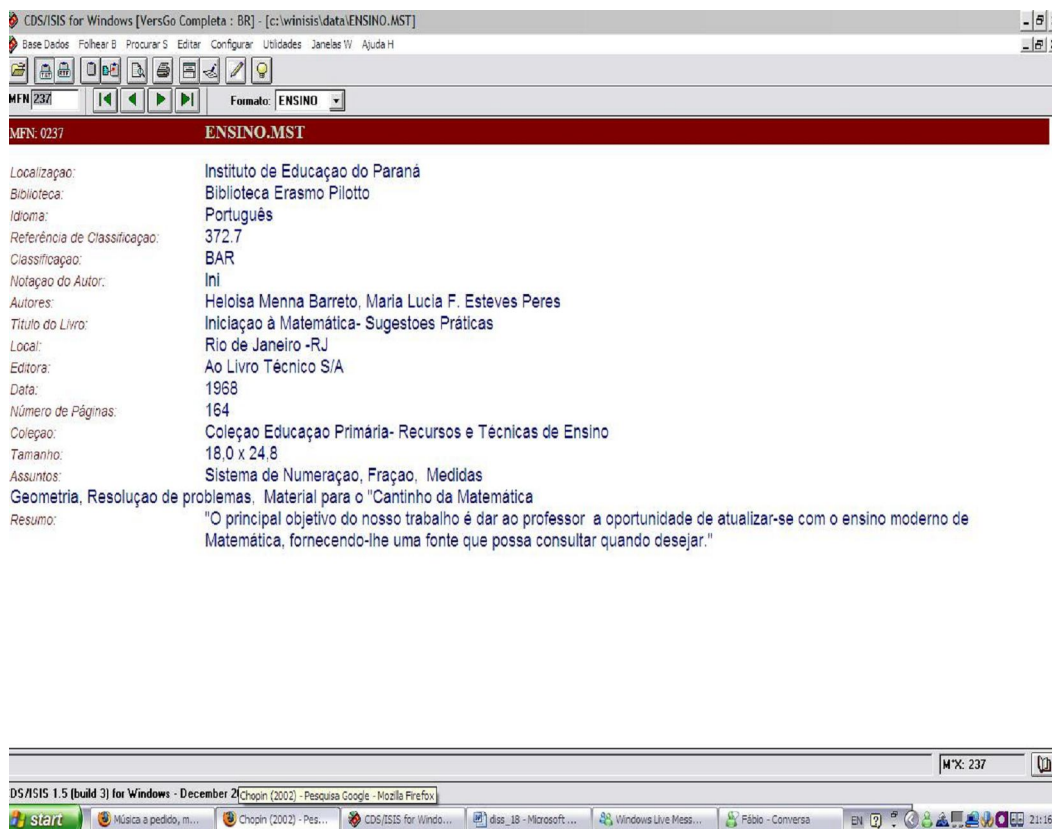 CDS/ISIS for Windows [VersGo Completa : BR] - [c:\winisis\data\ENSINO.MST]
Base Dados Folhear B Procurar S Editar Configurar Utilidades Janelas W Ajuda H
MFN 237 Formato: ENSINO
MFN: 0237 ENSINO.MST
Localizaçao: Instituto de Educaçao do Paraná
Biblioteca: Biblioteca Erasmo Pilotto
Idioma: Português
Referência de Classificaçao: 372.7
Classificaçao: BAR
Notaçao do Autor: Ini
Autores: Heloisa Menna Barreto, Maria Lucia F. Esteves Peres
Título do Livro: Iniciaçao à Matemática- Sugestoes Práticas
Local: Rio de Janeiro -RJ
Editora: Ao Livro Técnico S/A
Data: 1968
Número de Páginas: 164
Coleçao: Coleçao Educaçao Primária- Recursos e Técnicas de Ensino
Tamanho: 18,0 x 24,8
Assuntos: Sistema de Numeraçao, Fraçao, Medidas
Geometria, Resoluçao de problemas, Material para o "Cantinho da Matemática
Resumo: "O principal objetivo do nosso trabalho é dar ao professor a oportunidade de atualizar-se com o ensino moderno de
Matemática, fornecendo-lhe uma fonte que possa consultar quando desejar."
M*X: 237
DS/ISIS 1.5 (build 3) for Windows - December 2
Chopin (2002) - Pesquisa Google - Mozilla Firefox
start Música a pedido, m... Chopin (2002) - Pes... CDS/ISIS for Windo... diss_18 - Microsoft ... Windows Live Mess... Fábio - Conversa EN 21:16